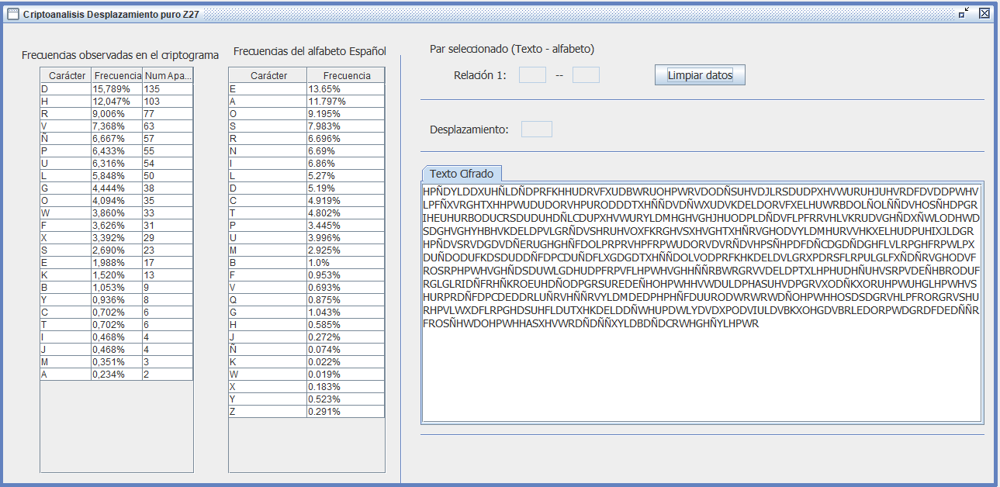 Criptoanalisis Desplazamiento puro Z27
Frecuencias observadas en el criptograma
Carácter Frecuencia Num Apa...
D 15,789% 135
H 12,047% 103
R 9,006% 77
V 7,368% 63
Ñ 6,667% 57
P 6,433% 55
U 6,316% 54
L 5,848% 50
G 4,444% 38
O 4,094% 35
W 3,860% 33
F 3,626% 31
X 3,392% 29
S 2,690% 23
E 1,988% 17
K 1,520% 13
B 1,053% 9
Y 0,936% 8
C 0,702% 6
T 0,702% 6
I 0,468% 4
J 0,468% 4
M 0,351% 3
A 0,234% 2
Frecuencias del alfabeto Español
Carácter Frecuencia
E 13.65%
A 11.797%
O 9.195%
S 7.983%
R 6.696%
N 6.69%
I 6.86%
L 5.27%
D 5.19%
C 4.919%
T 4.802%
P 3.445%
U 3.996%
M 2.925%
B 1.0%
F 0.953%
V 0.693%
Q 0.875%
G 1.043%
H 0.585%
J 0.272%
Ñ 0.074%
K 0.022%
W 0.019%
X 0.183%
Y 0.523%
Z 0.291%
Par seleccionado (Texto - alfabeto)
Relación 1: -- Limpiar datos
Desplazamiento:
Texto Cifrado
HPÑDYLDDXUHÑLDÑDPRFKHHUDRVFXUDBWRUOHPWRVDODÑSUHVDJLRSDUDPXHVWURUHJUHVRDFDVDDPWHV
LPFÑXVRGHTXHHPWUDUDORVHPURDDDTXHÑÑDVDÑWXUDVKDELDORVFXELHUWRBDOLÑOLÑÑDVHOSÑHDPGR
IHEUHURBODUCRSDUDUHDÑLCDUPXHVWURYLDMHGHVGHJHUODPLDÑDVFLPFRRVHLVKRUDVGHÑDXÑWLODHWD
SDGHVGHYHBHVKDELDPVLGRÑDVSHRUHVOXFKRGHVSXHVGHTXHÑRVGHODVYLDMHURVVHKXELHUDPUHIXJLDGR
HPÑDVSRVDGDVDÑERUGHGHÑFDOLPRPRVHPFRPWUDORVDVRÑDVHPSÑHPDFDÑCDGDÑDGHFLVLRPGHFRPWLPX
DUÑDODUFKDSDUDDÑFDPCDUÑDFLXGDGDTXHÑÑDOLVODPRFKHKDELDVLGRXPDRSFLRPULGLFXÑDÑRVGHODVF
ROSRPHPWHVGHÑDSDUWLGDHUDPFRPVFLHPWHVGHHÑÑRBWRGRVVDELDPTXLHPHUDHÑUHVSRPVDEÑHBRODUF
RGLGLRIDÑFRHÑKROEUHDÑODPGRSUREDEÑHOHPWHHVWDULDPHASUHVDPGRVXODÑKXORUHPWUHGLHPWHVS
SHURPRDÑFDPCDEDDRLUÑRVHÑÑRVYLDMDEDPHPHÑFDUURODWRWRWDÑOHPWHHOSDSDGRVHLPFRORGRVSHU
RHPVLWXDFLRPGHDSUHFLDUTXHKDELDDÑWHUPDWLYDVDXPODVIULDVBKXOHGDVBRLEDORPWDGRDFDEDÑÑR
FROSÑHWDOHPWHHASXHVWRDÑDÑÑXYLDBDÑDCRWHGHÑYLHPWR